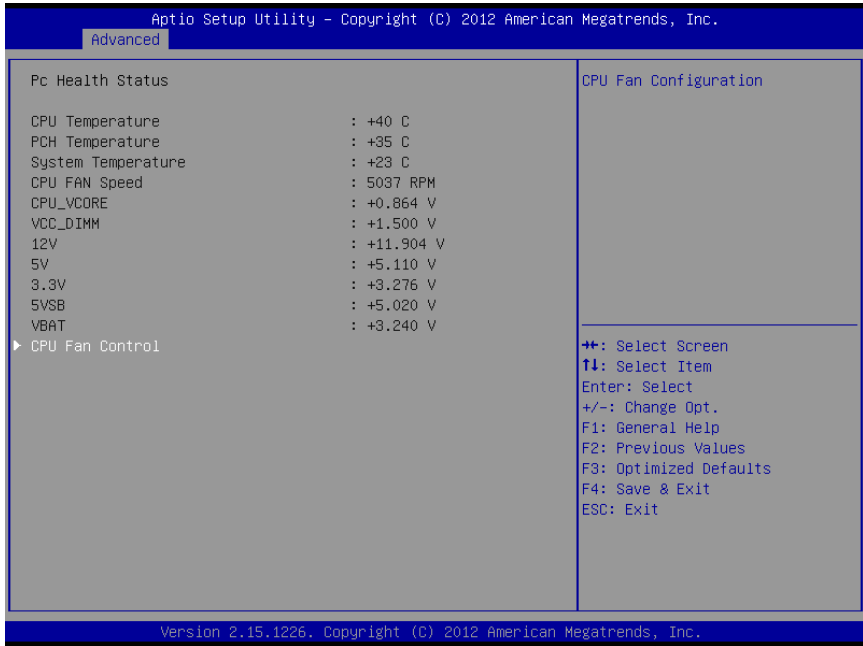 Aptio Setup Utility – Copyright (C) 2012 American Megatrends, Inc.
Advanced
Pc Health Status
CPU Temperature : +40 C
PCH Temperature : +35 C
System Temperature : +23 C
CPU FAN Speed : 5037 RPM
CPU_VCORE : +0.864 V
VCC_DIMM : +1.500 V
12V : +11.904 V
5V : +5.110 V
3.3V : +3.276 V
5VSB : +5.020 V
VBAT : +3.240 V
▶ CPU Fan Control
CPU Fan Configuration
→←: Select Screen
↑↓: Select Item
Enter: Select
+/-: Change Opt.
F1: General Help
F2: Previous Values
F3: Optimized Defaults
F4: Save & Exit
ESC: Exit
Version 2.15.1226. Copyright (C) 2012 American Megatrends, Inc.